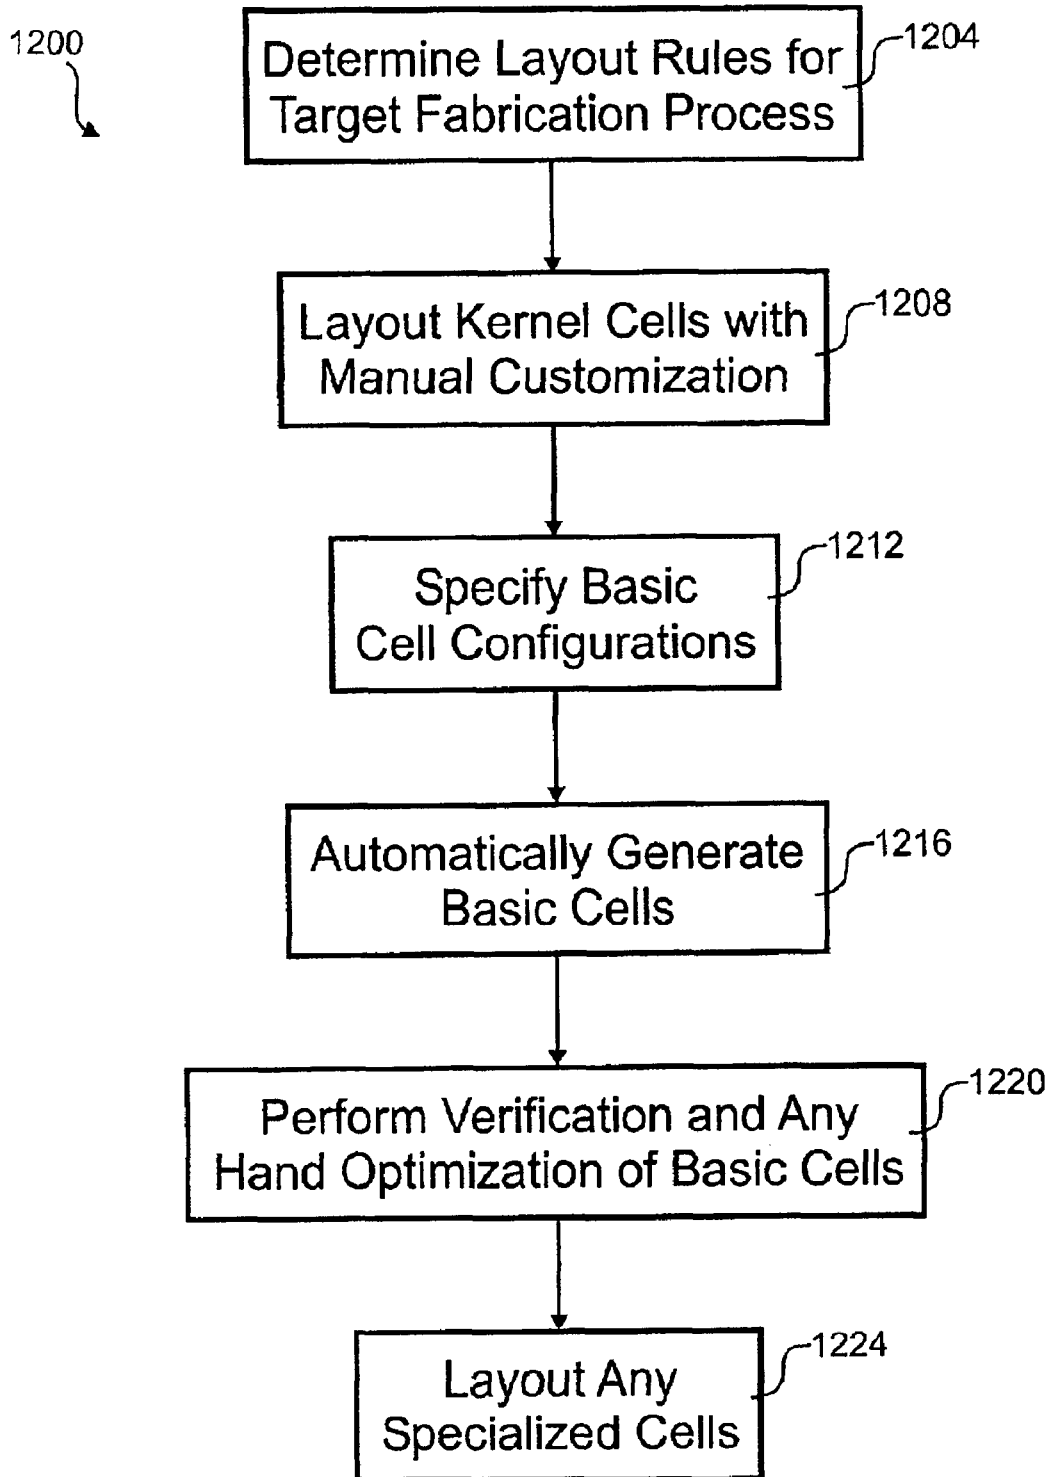 1200
1204
Determine Layout Rules for
Target Fabrication Process
1208
Layout Kernel Cells with
Manual Customization
1212
Specify Basic
Cell Configurations
1216
Automatically Generate
Basic Cells
1220
Perform Verification and Any
Hand Optimization of Basic Cells
1224
Layout Any
Specialized Cells